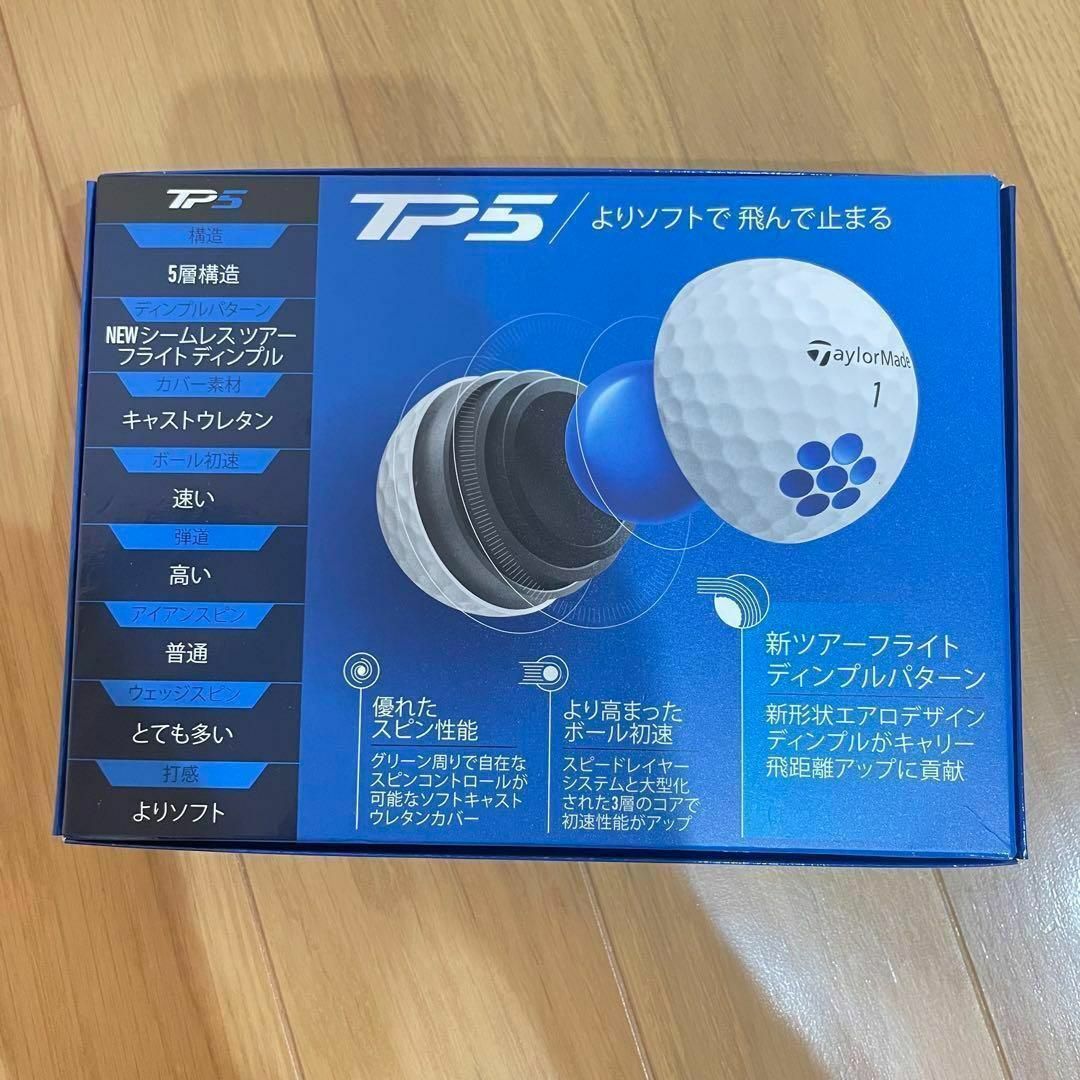 TP5
構造
5層構造
ディンプルパターン
NEWシームレス ツアー
フライト ディンプル
カバー素材
キャストウレタン
ボール初速
速い
弾道
高い
アイアンスピン
普通
ウェッジスピン
とても多い
打感
よりソフト
TP5/よりソフトで 飛んで止まる
TaylorMade
1
優れた
スピン性能
グリーン周りで自在な
スピンコントロールが
可能なソフトキャスト
ウレタンカバー
より高まった
ボール初速
スピードレイヤー
システムと大型化
された3層のコアで
初速性能がアップ
新ツアーフライト
ディンプルパターン
新形状エアロデザイン
ディンプルがキャリー
飛距離アップに貢献